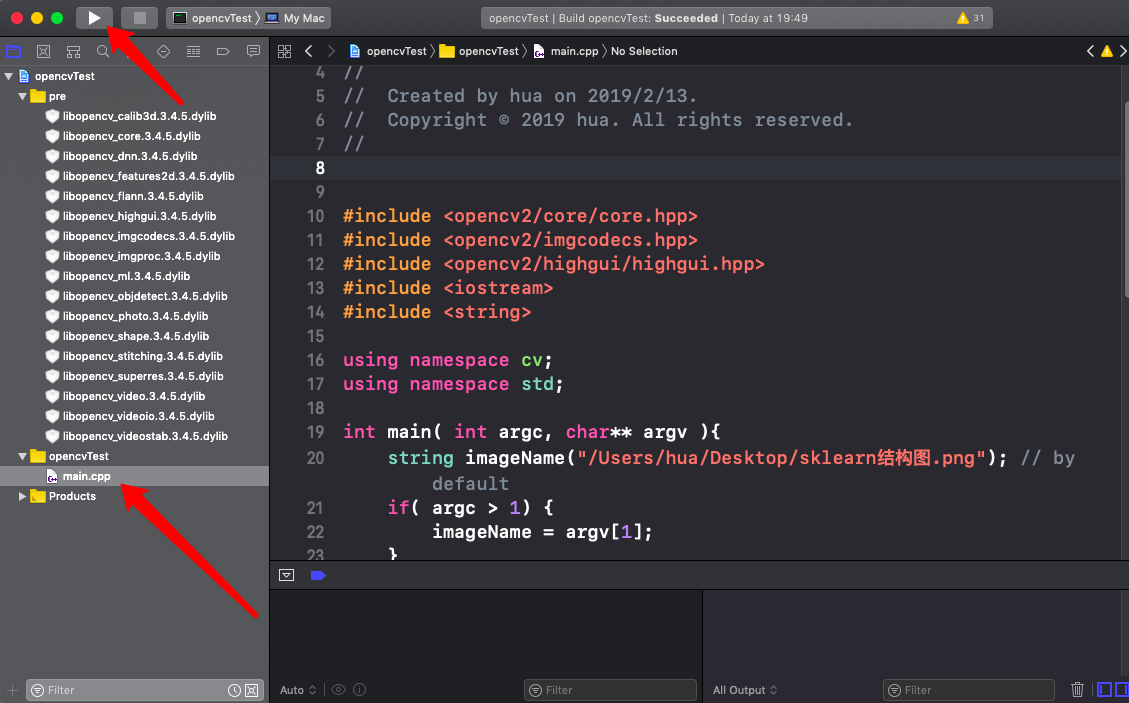 opencvTest 〉 My Mac
opencvTest | Build opencvTest: Succeeded | Today at 19:49
31
opencvTest 〉 opencvTest 〉 main.cpp 〉 No Selection
opencvTest
pre
libopencv_calib3d.3.4.5.dylib
libopencv_core.3.4.5.dylib
libopencv_dnn.3.4.5.dylib
libopencv_features2d.3.4.5.dylib
libopencv_flann.3.4.5.dylib
libopencv_highgui.3.4.5.dylib
libopencv_imgcodecs.3.4.5.dylib
libopencv_imgproc.3.4.5.dylib
libopencv_ml.3.4.5.dylib
libopencv_objdetect.3.4.5.dylib
libopencv_photo.3.4.5.dylib
libopencv_shape.3.4.5.dylib
libopencv_stitching.3.4.5.dylib
libopencv_superres.3.4.5.dylib
libopencv_video.3.4.5.dylib
libopencv_videoio.3.4.5.dylib
libopencv_videostab.3.4.5.dylib
opencvTest
main.cpp
Products
Filter
4 //
5 //  Created by hua on 2019/2/13.
6 //  Copyright © 2019 hua. All rights reserved.
7 //
8
9
10 #include <opencv2/core/core.hpp>
11 #include <opencv2/imgcodecs.hpp>
12 #include <opencv2/highgui/highgui.hpp>
13 #include <iostream>
14 #include <string>
15
16 using namespace cv;
17 using namespace std;
18
19 int main( int argc, char** argv ){
20     string imageName("/Users/hua/Desktop/sklearn结构图.png"); // by
default
21     if( argc > 1) {
22         imageName = argv[1];
23     }
Auto
Filter
All Output
Filter